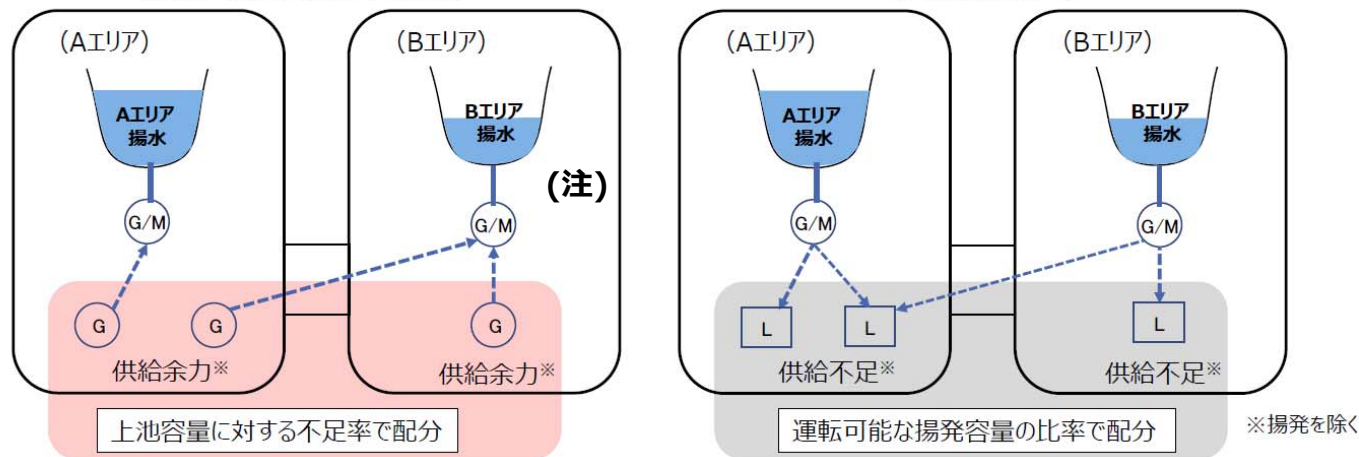 (Aエリア)
(Bエリア)
Aエリア
揚水
Bエリア
揚水
(注)
G/M
G/M
G
G
G
供給余力※
供給余力※
上池容量に対する不足率で配分
(Aエリア)
(Bエリア)
Aエリア
揚水
Bエリア
揚水
G/M
G/M
L
L
L
供給不足※
供給不足※
運転可能な揚発容量の比率で配分
※揚発を除く